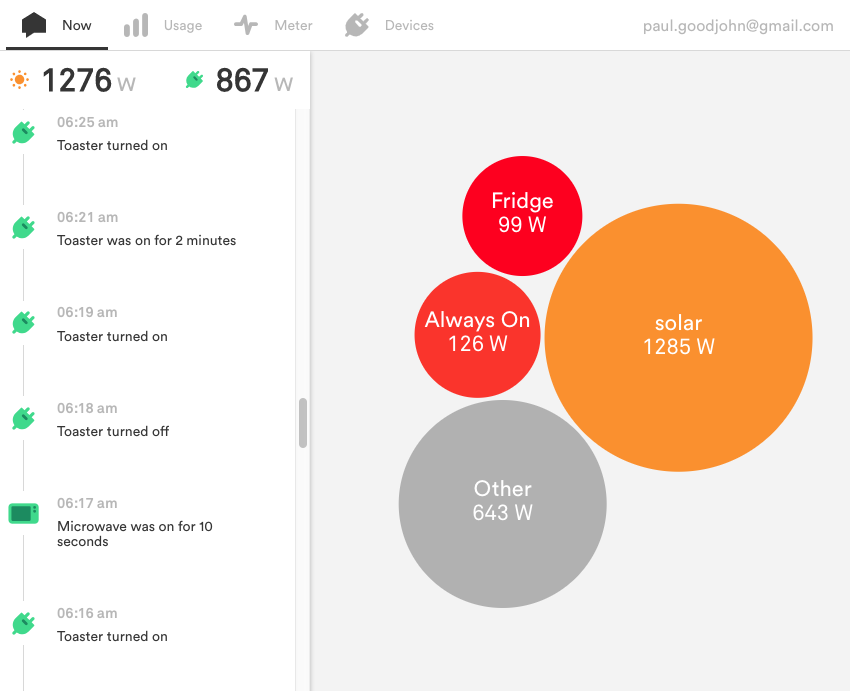 Now
Usage
Meter
Devices
paul.goodjohn@gmail.com
1276 W
867 W
06:25 am
Toaster turned on
06:21 am
Toaster was on for 2 minutes
06:19 am
Toaster turned on
06:18 am
Toaster turned off
06:17 am
Microwave was on for 10
seconds
06:16 am
Toaster turned on
Fridge
99 W
Always On
126 W
solar
1285 W
Other
643 W